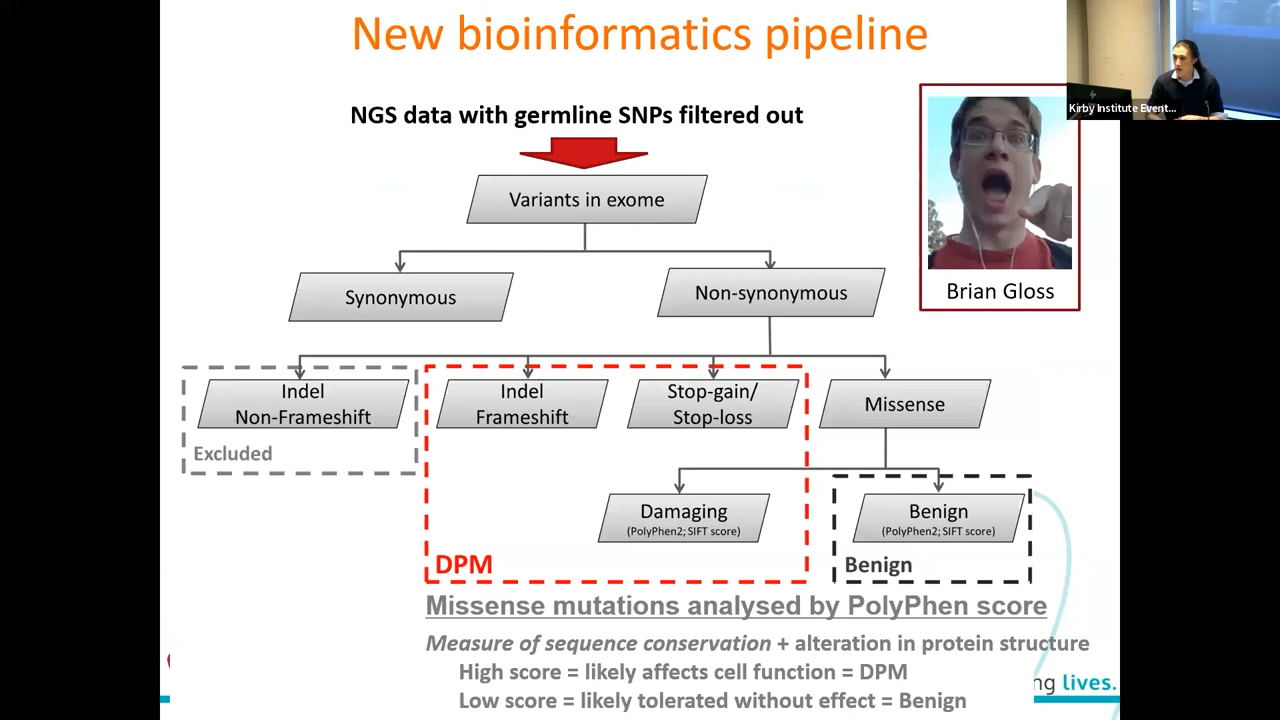 New bioinformatics pipeline
Kirby Institute Event...
NGS data with germline SNPs filtered out
Variants in exome
Synonymous
Non-synonymous
Brian Gloss
Indel
Non-Frameshift
Indel
Frameshift
Stop-gain/
Stop-loss
Missense
Excluded
Damaging
(PolyPhen2; SIFT score)
Benign
(PolyPhen2; SIFT score)
DPM
Benign
Missense mutations analysed by PolyPhen score
Measure of sequence conservation + alteration in protein structure
High score = likely affects cell function = DPM
Low score = likely tolerated without effect = Benign
ng lives.